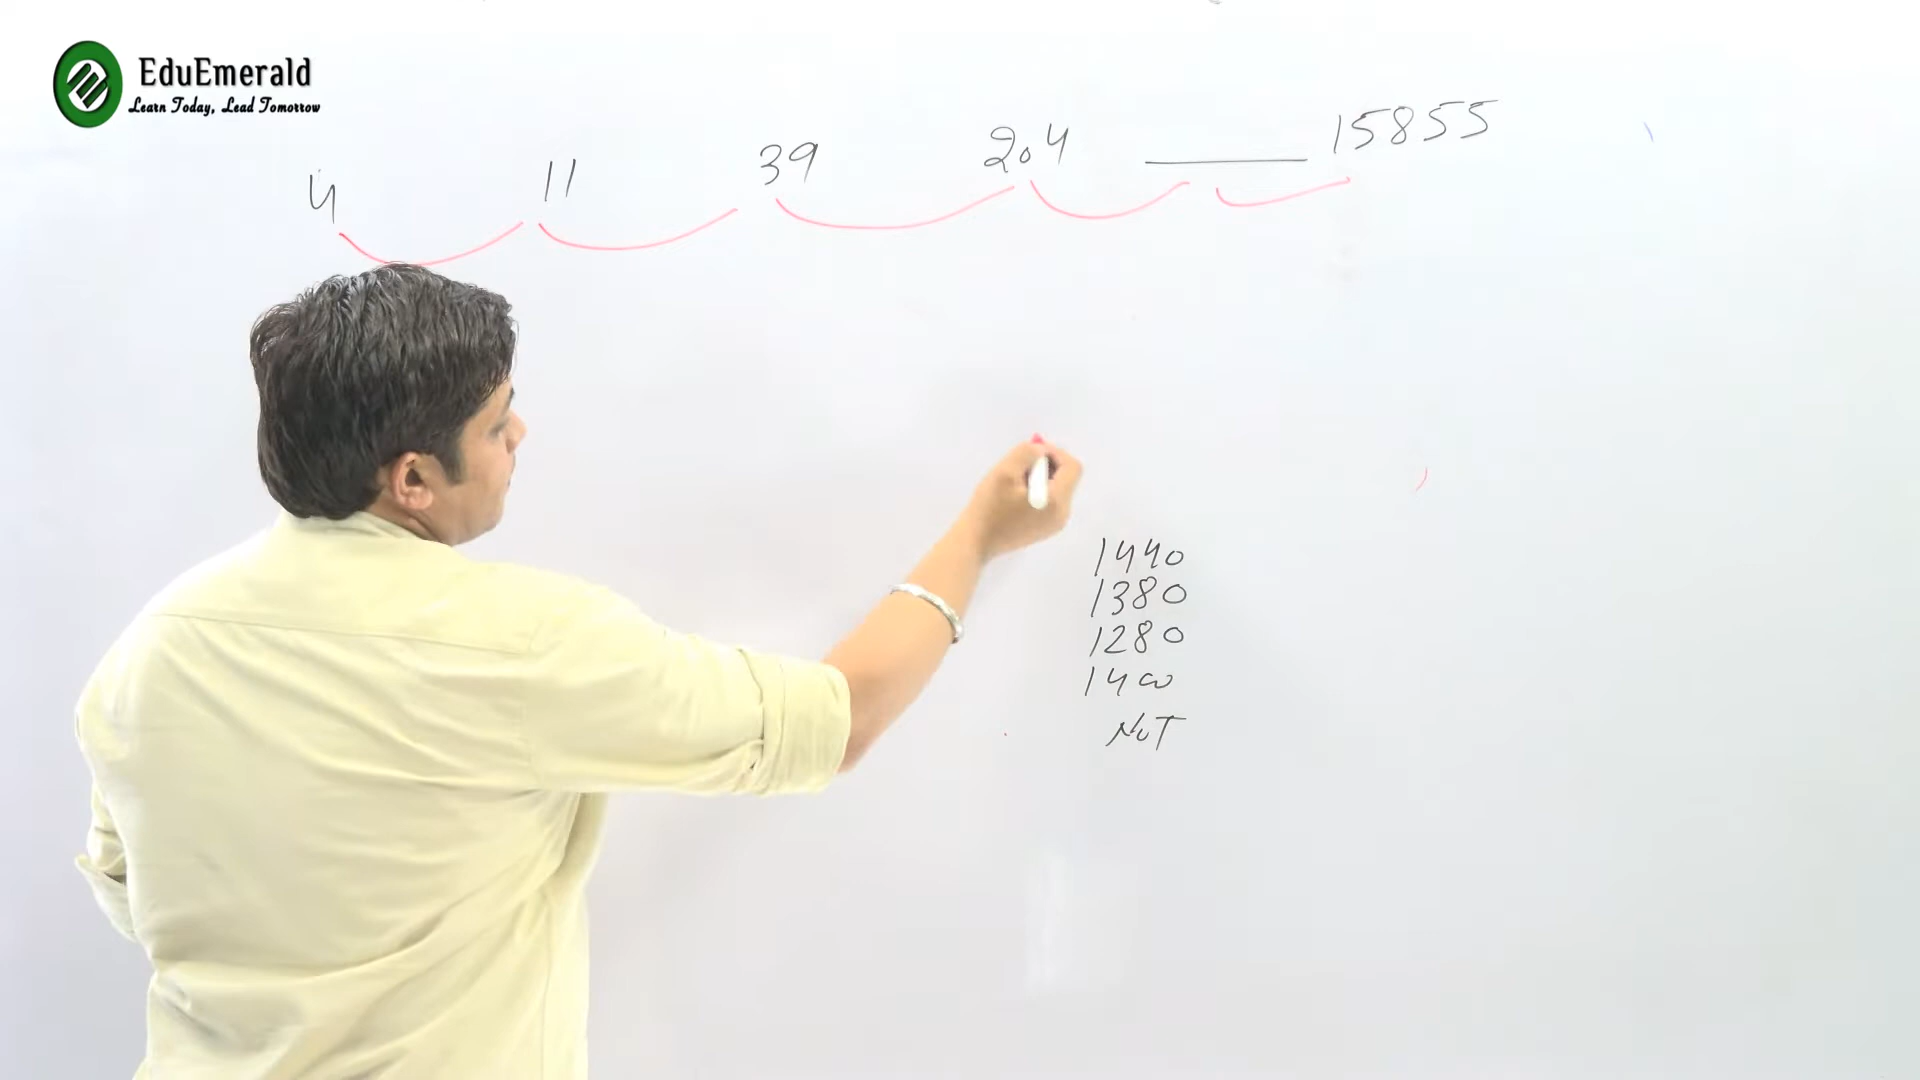 EduEmerald
Learn Today, Lead Tomorrow
4 11 39 204 ______ 15855
1440
1380
1280
1400
NOT